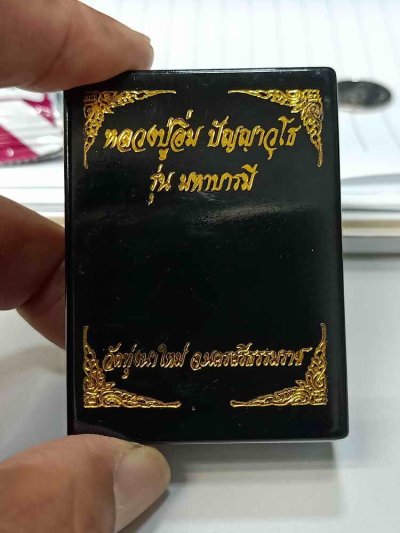 หลวงปู่อิ่ม ปัญญาวุโธ
รุ่น มหาบารมี
วัดทุ่งนาใหม่ จ.นครศรีธรรมราช